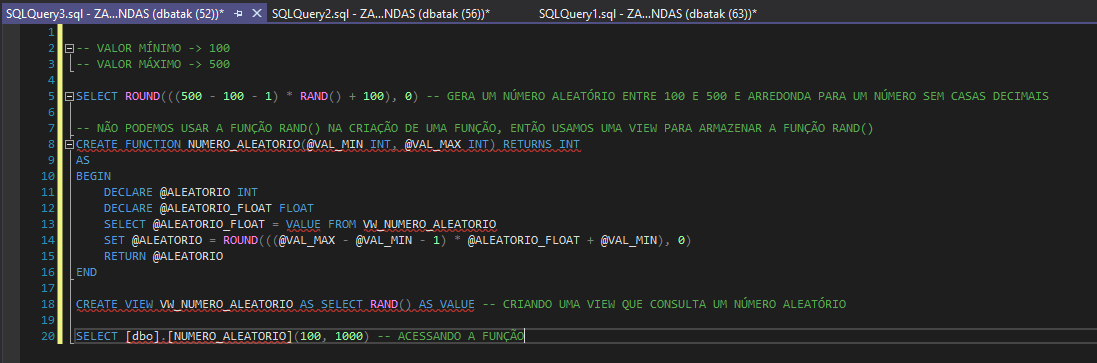 SQLQuery3.sql - ZA...NDAS (dbatak (52))* SQLQuery2.sql - ZA...NDAS (dbatak (56))* SQLQuery1.sql - ZA...NDAS (dbatak (63))*
1
2 -- VALOR MÍNIMO -> 100
3 -- VALOR MÁXIMO -> 500
4
5 SELECT ROUND(((500 - 100 - 1) * RAND() + 100), 0) -- GERA UM NÚMERO ALEATÓRIO ENTRE 100 E 500 E ARREDONDA PARA UM NÚMERO SEM CASAS DECIMAIS
6
7 -- NÃO PODEMOS USAR A FUNÇÃO RAND() NA CRIAÇÃO DE UMA FUNÇÃO, ENTÃO USAMOS UMA VIEW PARA ARMAZENAR A FUNÇÃO RAND()
8 CREATE FUNCTION NUMERO_ALEATORIO(@VAL_MIN INT, @VAL_MAX INT) RETURNS INT
9 AS
10 BEGIN
11 DECLARE @ALEATORIO INT
12 DECLARE @ALEATORIO_FLOAT FLOAT
13 SELECT @ALEATORIO_FLOAT = VALUE FROM VW_NUMERO_ALEATORIO
14 SET @ALEATORIO = ROUND(((@VAL_MAX - @VAL_MIN - 1) * @ALEATORIO_FLOAT + @VAL_MIN), 0)
15 RETURN @ALEATORIO
16 END
17
18 CREATE VIEW VW_NUMERO_ALEATORIO AS SELECT RAND() AS VALUE -- CRIANDO UMA VIEW QUE CONSULTA UM NÚMERO ALEATÓRIO
19
20 SELECT [dbo].[NUMERO_ALEATORIO](100, 1000) -- ACESSANDO A FUNÇÃO